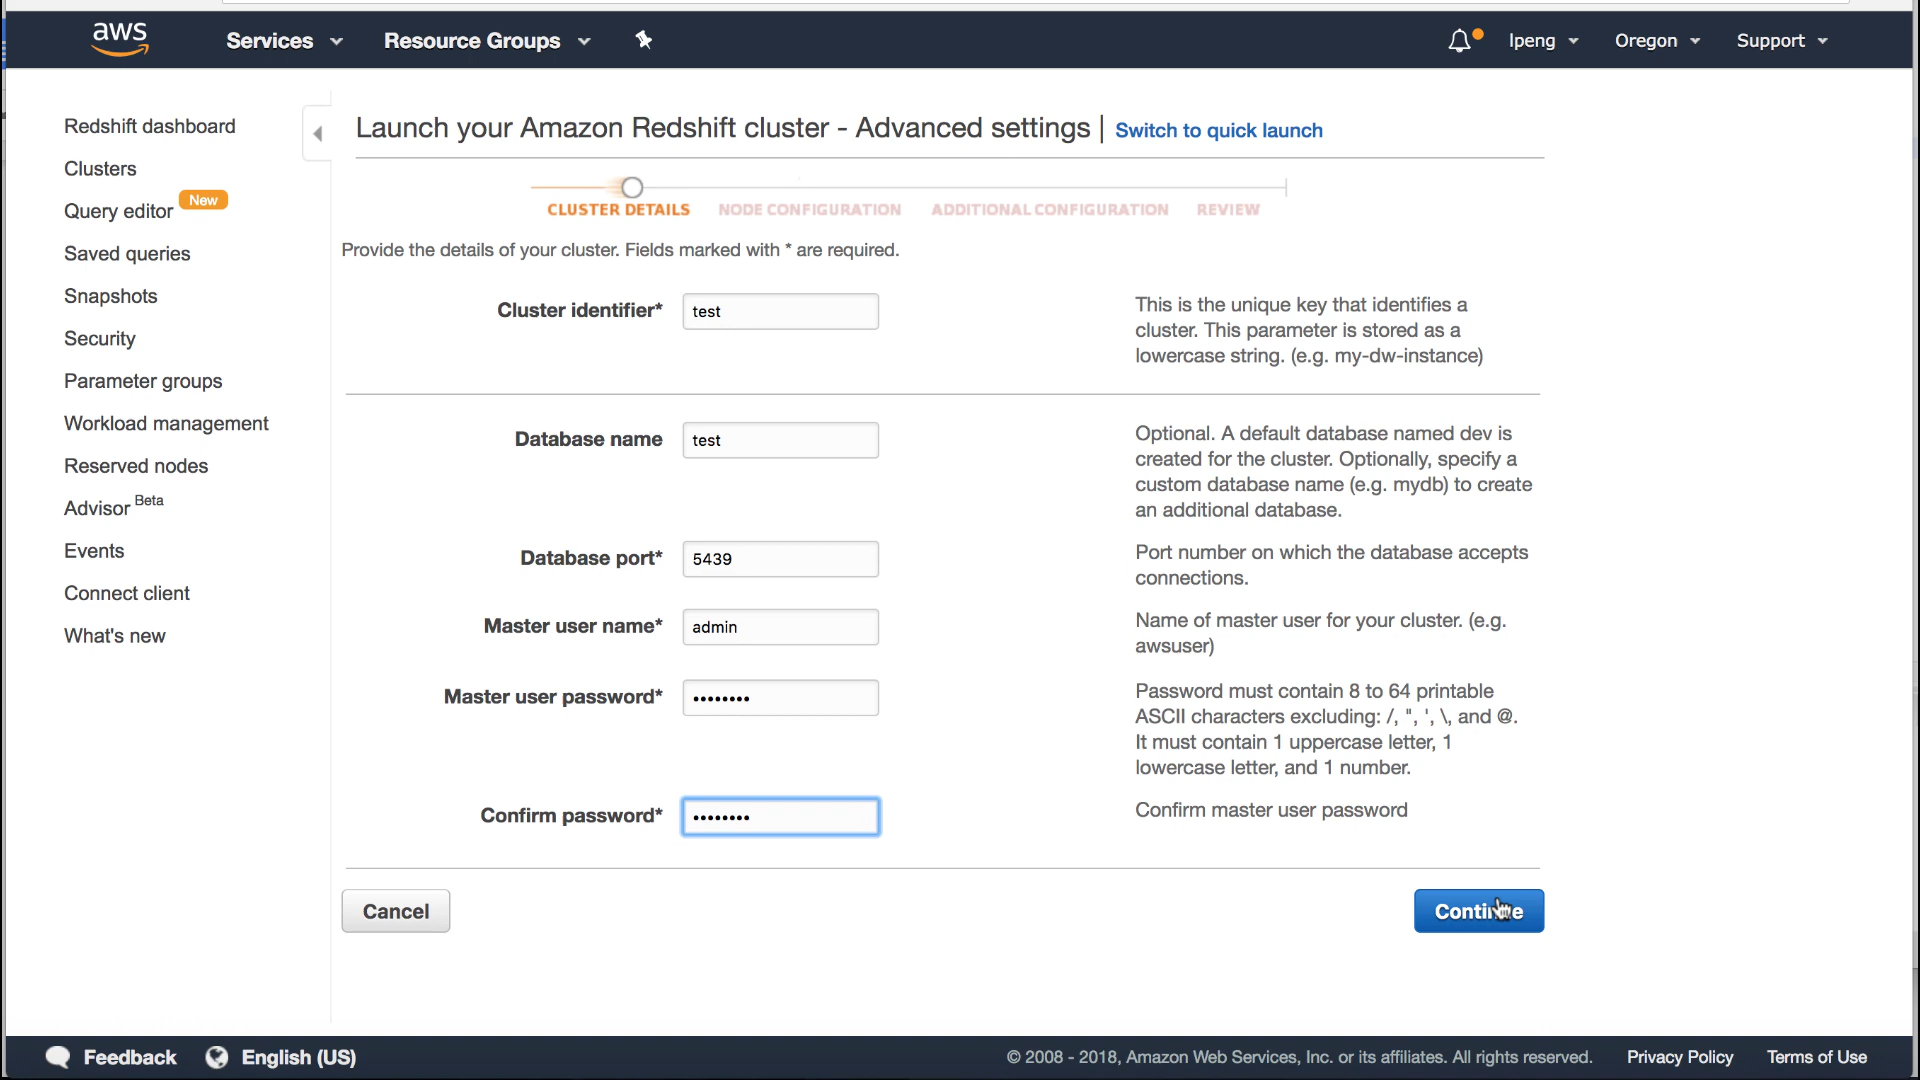 aws
Services
Resource Groups
Ipeng
Oregon
Support
Redshift dashboard
Clusters
Query editor New
Saved queries
Snapshots
Security
Parameter groups
Workload management
Reserved nodes
Advisor Beta
Events
Connect client
What's new
Launch your Amazon Redshift cluster - Advanced settings | Switch to quick launch
CLUSTER DETAILS NODE CONFIGURATION ADDITIONAL CONFIGURATION REVIEW
Provide the details of your cluster. Fields marked with * are required.
Cluster identifier* test
This is the unique key that identifies a
cluster. This parameter is stored as a
lowercase string. (e.g. my-dw-instance)
Database name test
Optional. A default database named dev is
created for the cluster. Optionally, specify a
custom database name (e.g. mydb) to create
an additional database.
Database port* 5439
Port number on which the database accepts
connections.
Master user name* admin
Name of master user for your cluster. (e.g.
awsuser)
Master user password* ••••••••
Password must contain 8 to 64 printable
ASCII characters excluding: /, ", ', \, and @.
It must contain 1 uppercase letter, 1
lowercase letter, and 1 number.
Confirm password* ••••••••
Confirm master user password
Cancel
Continue
Feedback
English (US)
© 2008 - 2018, Amazon Web Services, Inc. or its affiliates. All rights reserved.
Privacy Policy
Terms of Use